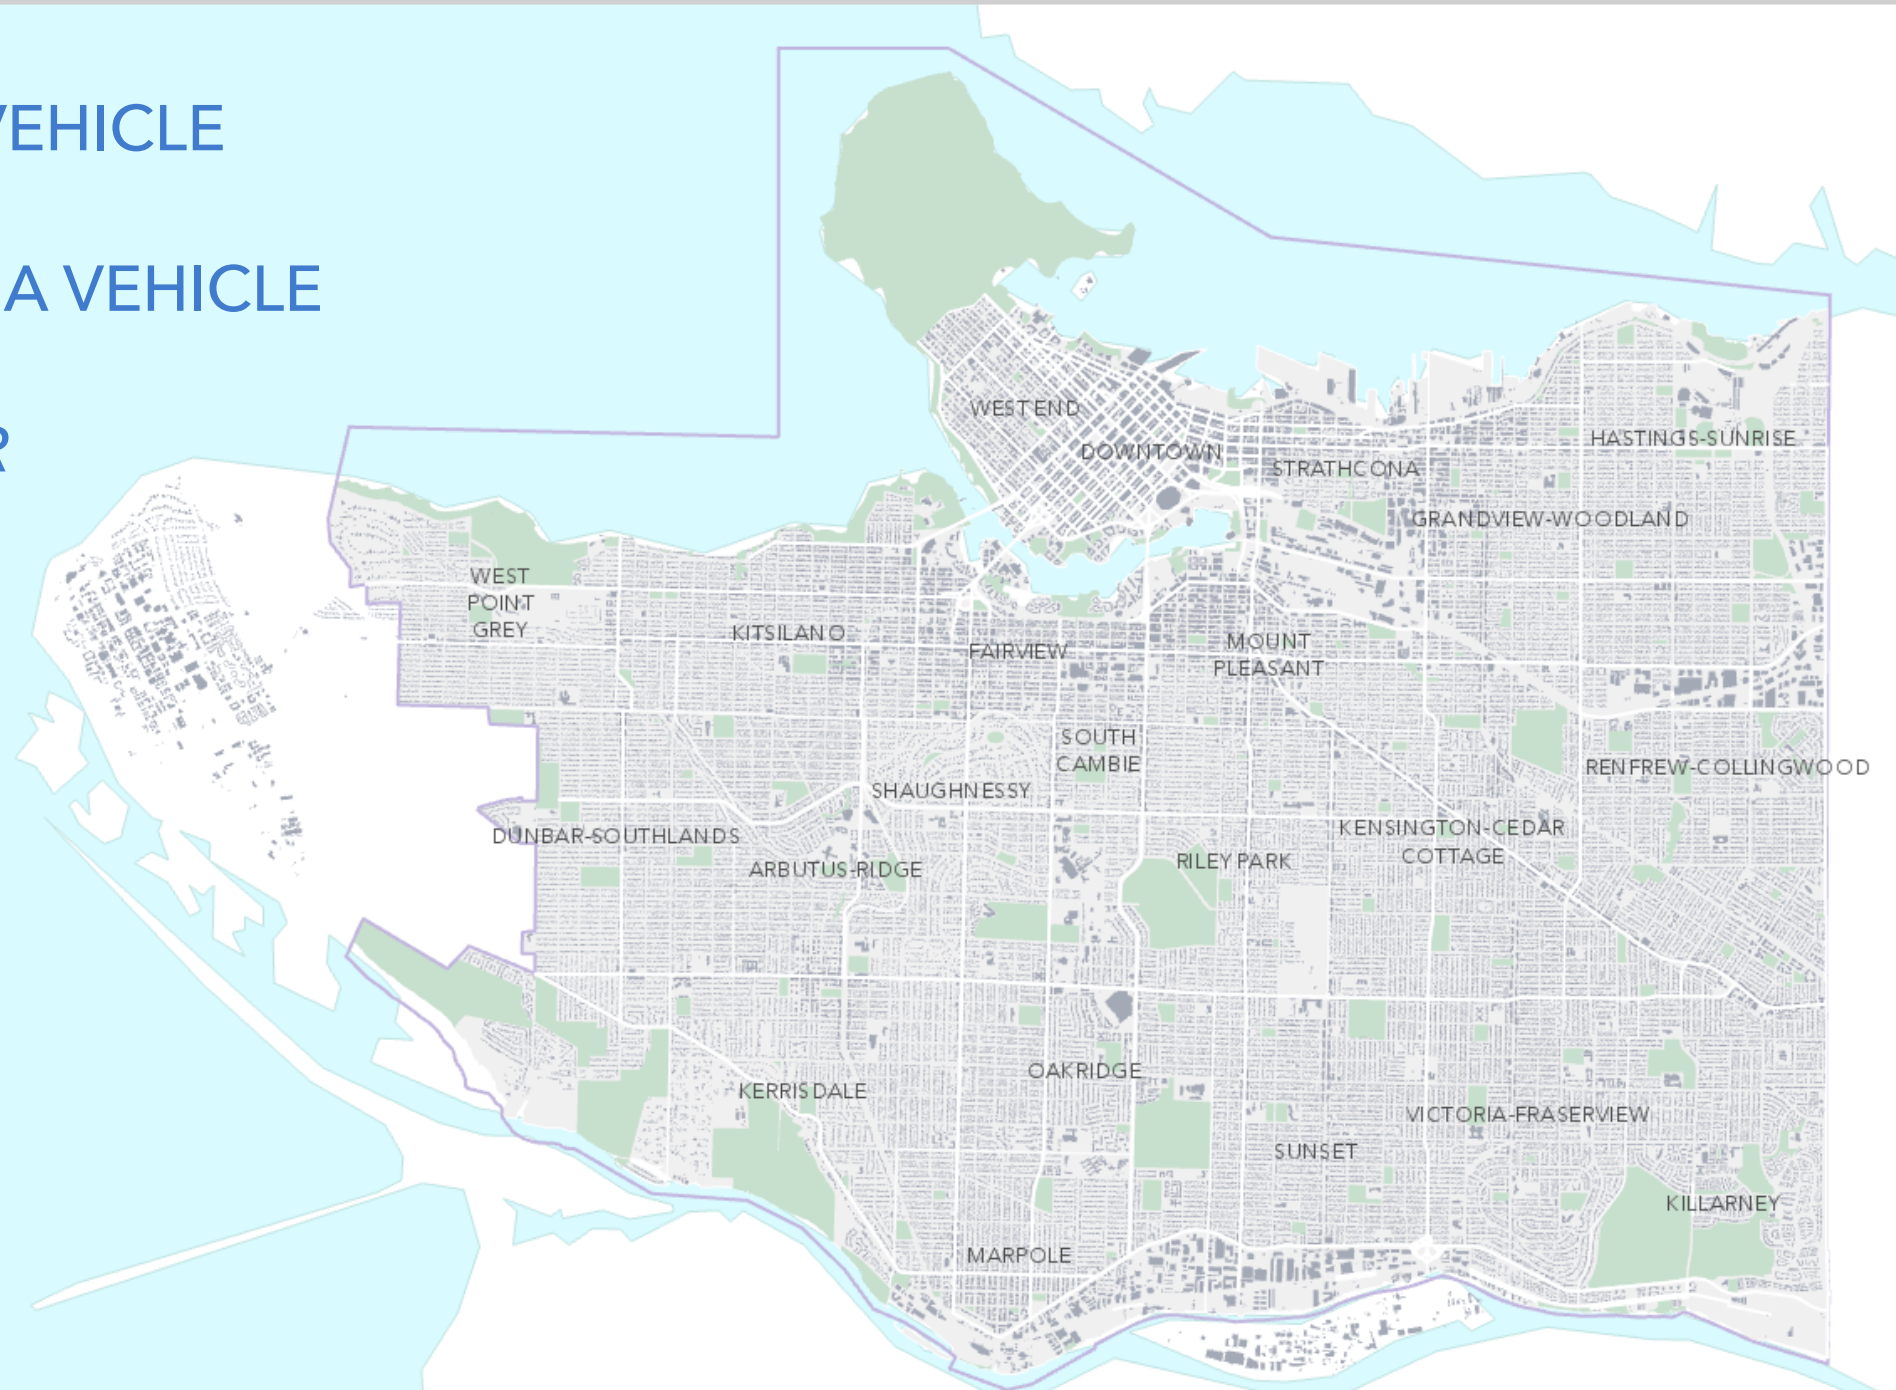 VEHICLE
A VEHICLE
R
WEST END
DOWNTOWN
HASTINGS-SUNRISE
STRATHCONA
GRANDVIEW-WOODLAND
WEST
POINT
GREY
KITSILANO
FAIRVIEW
MOUNT
PLEASANT
SOUTH
CAMBIE
RENFREW-COLLINGWOOD
SHAUGHNESSY
DUNBAR-SOUTHLANDS
ARBUTUS-RIDGE
RILEY PARK
KENSINGTON-CEDAR
COTTAGE
KERRISDALE
OAKRIDGE
VICTORIA-FRASERVIEW
SUNSET
KILLARNEY
MARPOLE